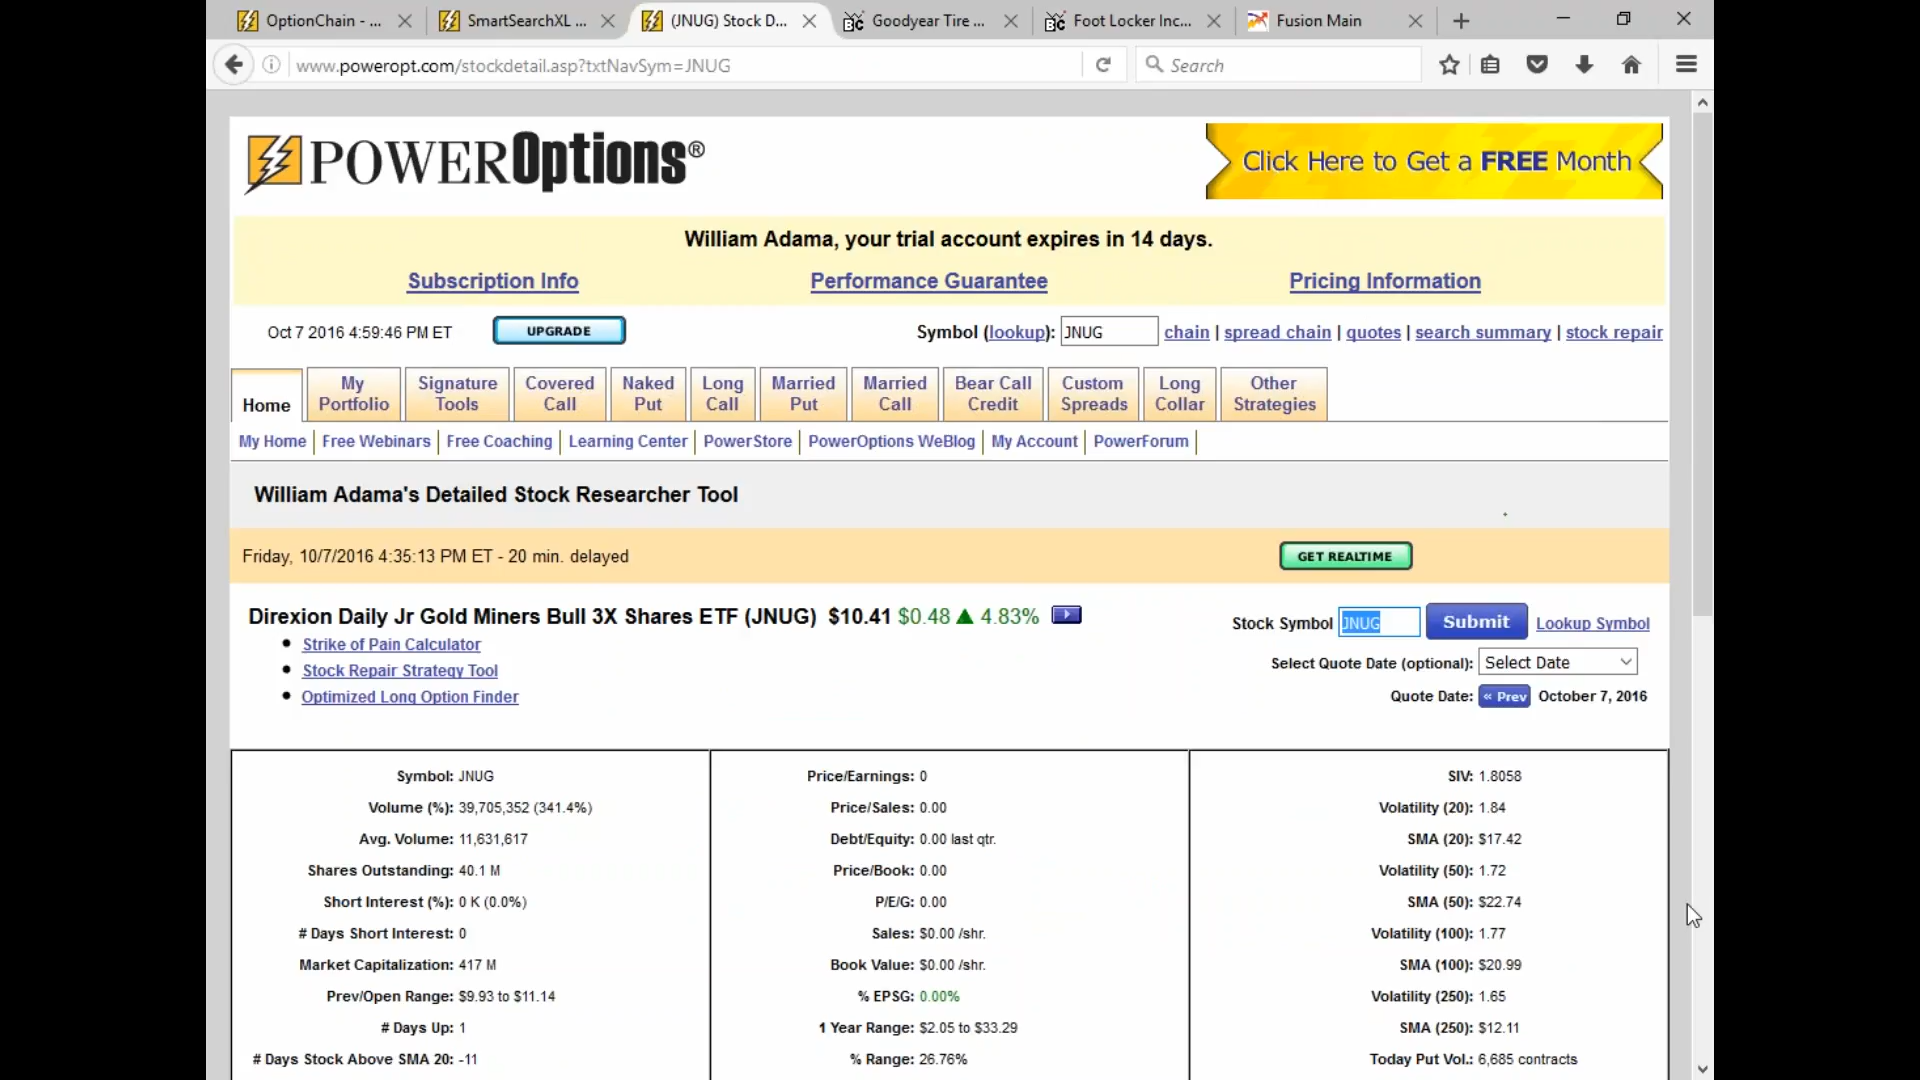 OptionChain - ...
SmartSearchXL ...
(JNUG) Stock D...
Goodyear Tire ...
Foot Locker Inc...
Fusion Main
www.poweropt.com/stockdetail.asp?txtNavSym=JNUG
Search
POWEROptions®
Click Here to Get a FREE Month
William Adama, your trial account expires in 14 days.
Subscription Info Performance Guarantee Pricing Information
Oct 7 2016 4:59:46 PM ET UPGRADE Symbol (lookup): JNUG chain | spread chain | quotes | search summary | stock repair
Home
My Portfolio
Signature Tools
Covered Call
Naked Put
Long Call
Married Put
Married Call
Bear Call Credit
Custom Spreads
Long Collar
Other Strategies
My Home | Free Webinars | Free Coaching | Learning Center | PowerStore | PowerOptions WeBlog | My Account | PowerForum |
William Adama's Detailed Stock Researcher Tool
Friday, 10/7/2016 4:35:13 PM ET - 20 min. delayed GET REALTIME
Direxion Daily Jr Gold Miners Bull 3X Shares ETF (JNUG) $10.41 $0.48 ▲ 4.83%
• Strike of Pain Calculator
• Stock Repair Strategy Tool
• Optimized Long Option Finder
Stock Symbol JNUG Submit Lookup Symbol
Select Quote Date (optional): Select Date
Quote Date: « Prev October 7, 2016
Symbol: JNUG
Volume (%): 39,705,352 (341.4%)
Avg. Volume: 11,631,617
Shares Outstanding: 40.1 M
Short Interest (%): 0 K (0.0%)
# Days Short Interest: 0
Market Capitalization: 417 M
Prev/Open Range: $9.93 to $11.14
# Days Up: 1
# Days Stock Above SMA 20: -11
Price/Earnings: 0
Price/Sales: 0.00
Debt/Equity: 0.00 last qtr.
Price/Book: 0.00
P/E/G: 0.00
Sales: $0.00 /shr.
Book Value: $0.00 /shr.
% EPSG: 0.00%
1 Year Range: $2.05 to $33.29
% Range: 26.76%
SIV: 1.8058
Volatility (20): 1.84
SMA (20): $17.42
Volatility (50): 1.72
SMA (50): $22.74
Volatility (100): 1.77
SMA (100): $20.99
Volatility (250): 1.65
SMA (250): $12.11
Today Put Vol.: 6,685 contracts